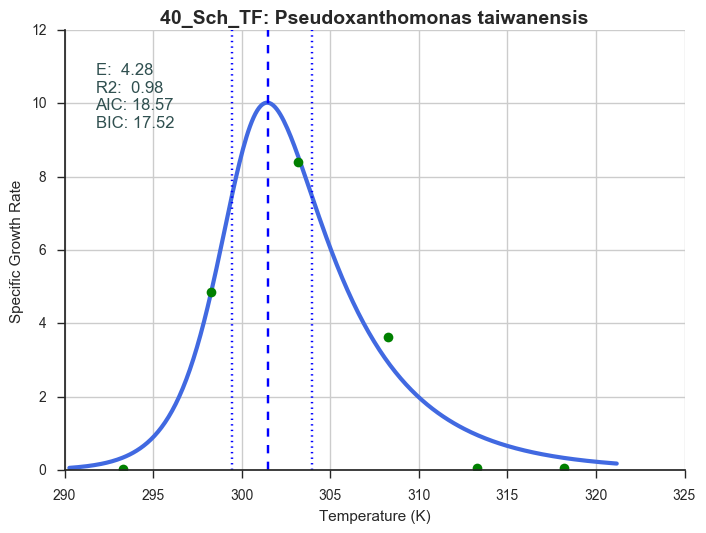 40_Sch_TF: Pseudoxanthomonas taiwanensis
12
10
8
6
4
2
0
E: 4.28
R2: 0.98
AIC: 18.57
BIC: 17.52
Specific Growth Rate
290 295 300 305 310 315 320 325
Temperature (K)